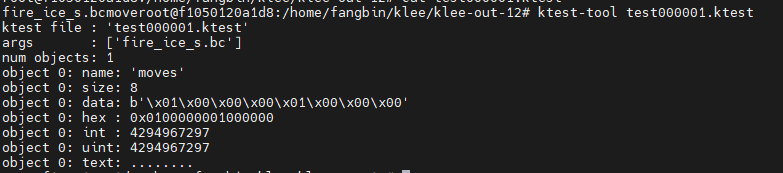 fire_ice_s.bcmoveroot@f1050120a1d8:/home/fangbin/klee/klee-out-12# ktest-tool test000001.ktest
ktest file : 'test000001.ktest'
args       : ['fire_ice_s.bc']
num objects: 1
object 0: name: 'moves'
object 0: size: 8
object 0: data: b'\x01\x00\x00\x00\x01\x00\x00\x00'
object 0: hex : 0x0100000001000000
object 0: int : 4294967297
object 0: uint: 4294967297
object 0: text: ........